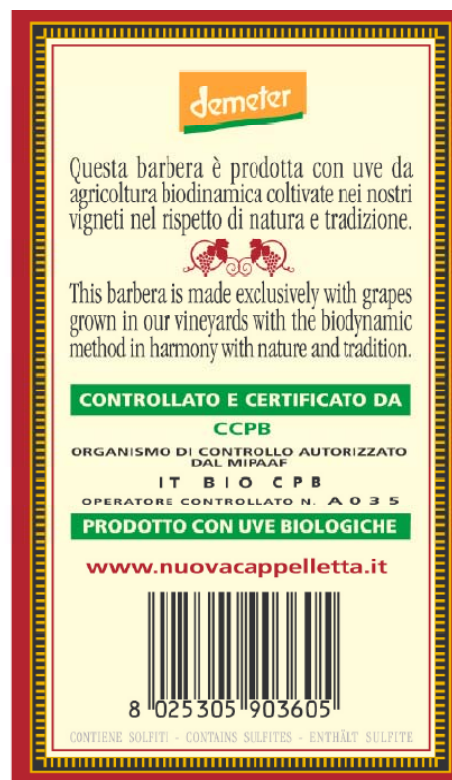 demeter
Questa barbera è prodotta con uve da
agricoltura biodinamica coltivate nei nostri
vigneti nel rispetto di natura e tradizione.
This barbera is made exclusively with grapes
grown in our vineyards with the biodynamic
method in harmony with nature and tradition.
CONTROLLATO E CERTIFICATO DA
CCPB
ORGANISMO DI CONTROLLO AUTORIZZATO
DAL MIPAAF
IT BIO CPB
OPERATORE CONTROLLATO N. A035
PRODOTTO CON UVE BIOLOGICHE
www.nuovacappelletta.it
8 025305 903605
CONTIENE SOLFITI - CONTAINS SULFITES - ENTHÄLT SULFITE